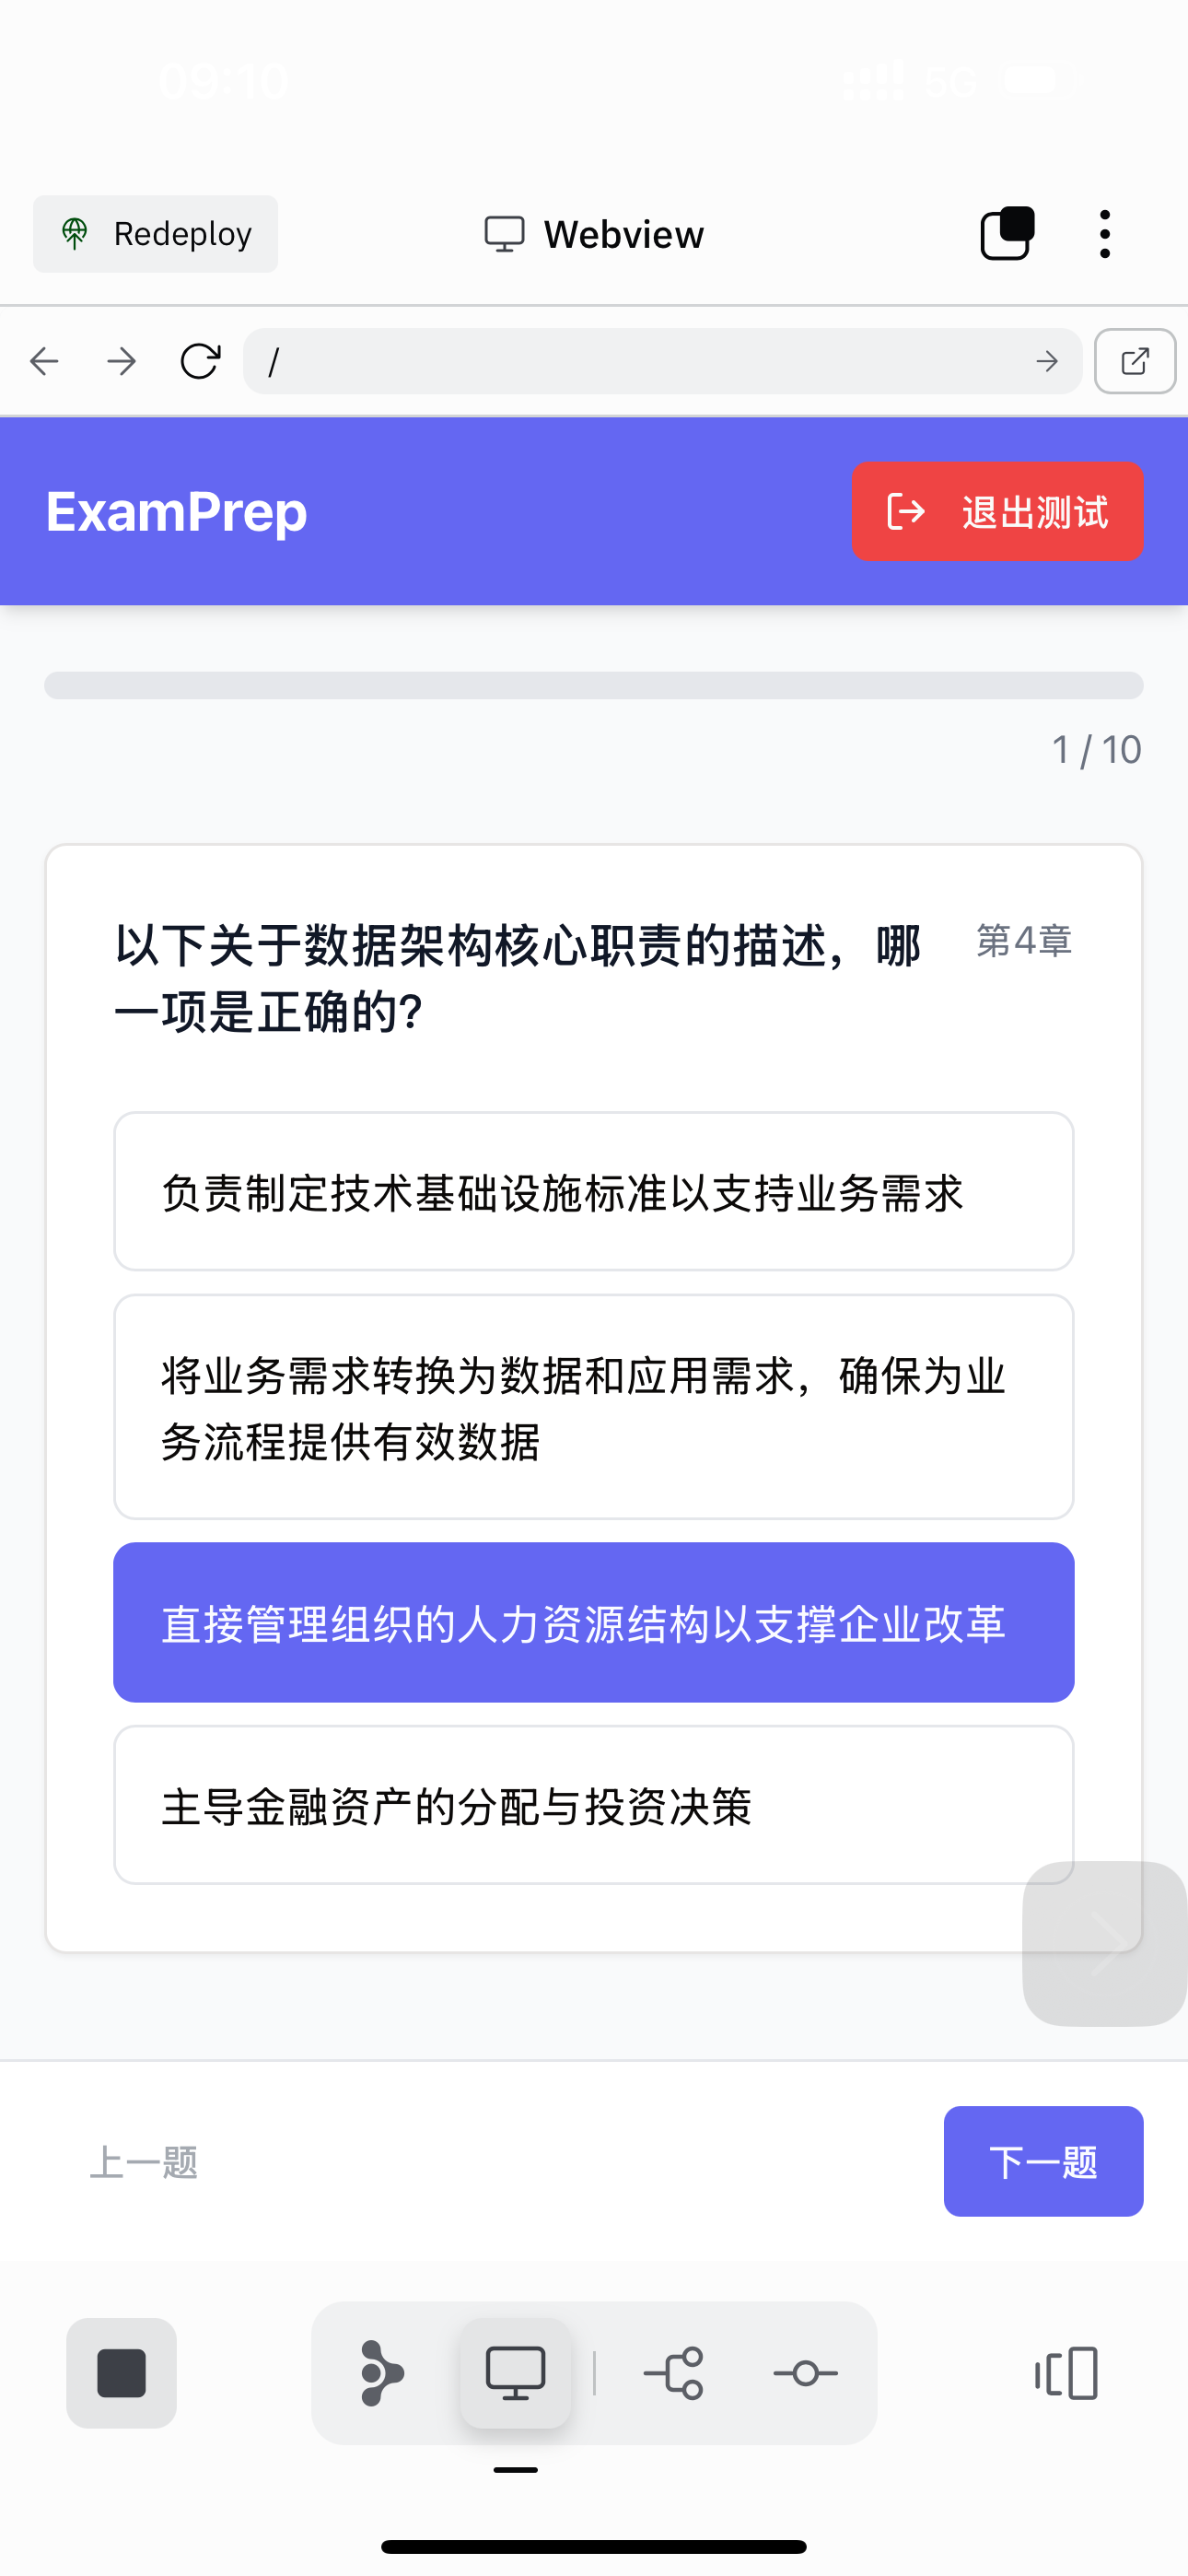 09:10 5G
Redeploy Webview
/
ExamPrep 退出测试
1 / 10
以下关于数据架构核心职责的描述，哪 第4章
一项是正确的?
负责制定技术基础设施标准以支持业务需求
将业务需求转换为数据和应用需求，确保为业
务流程提供有效数据
直接管理组织的人力资源结构以支撑企业改革
主导金融资产的分配与投资决策
上一题 下一题